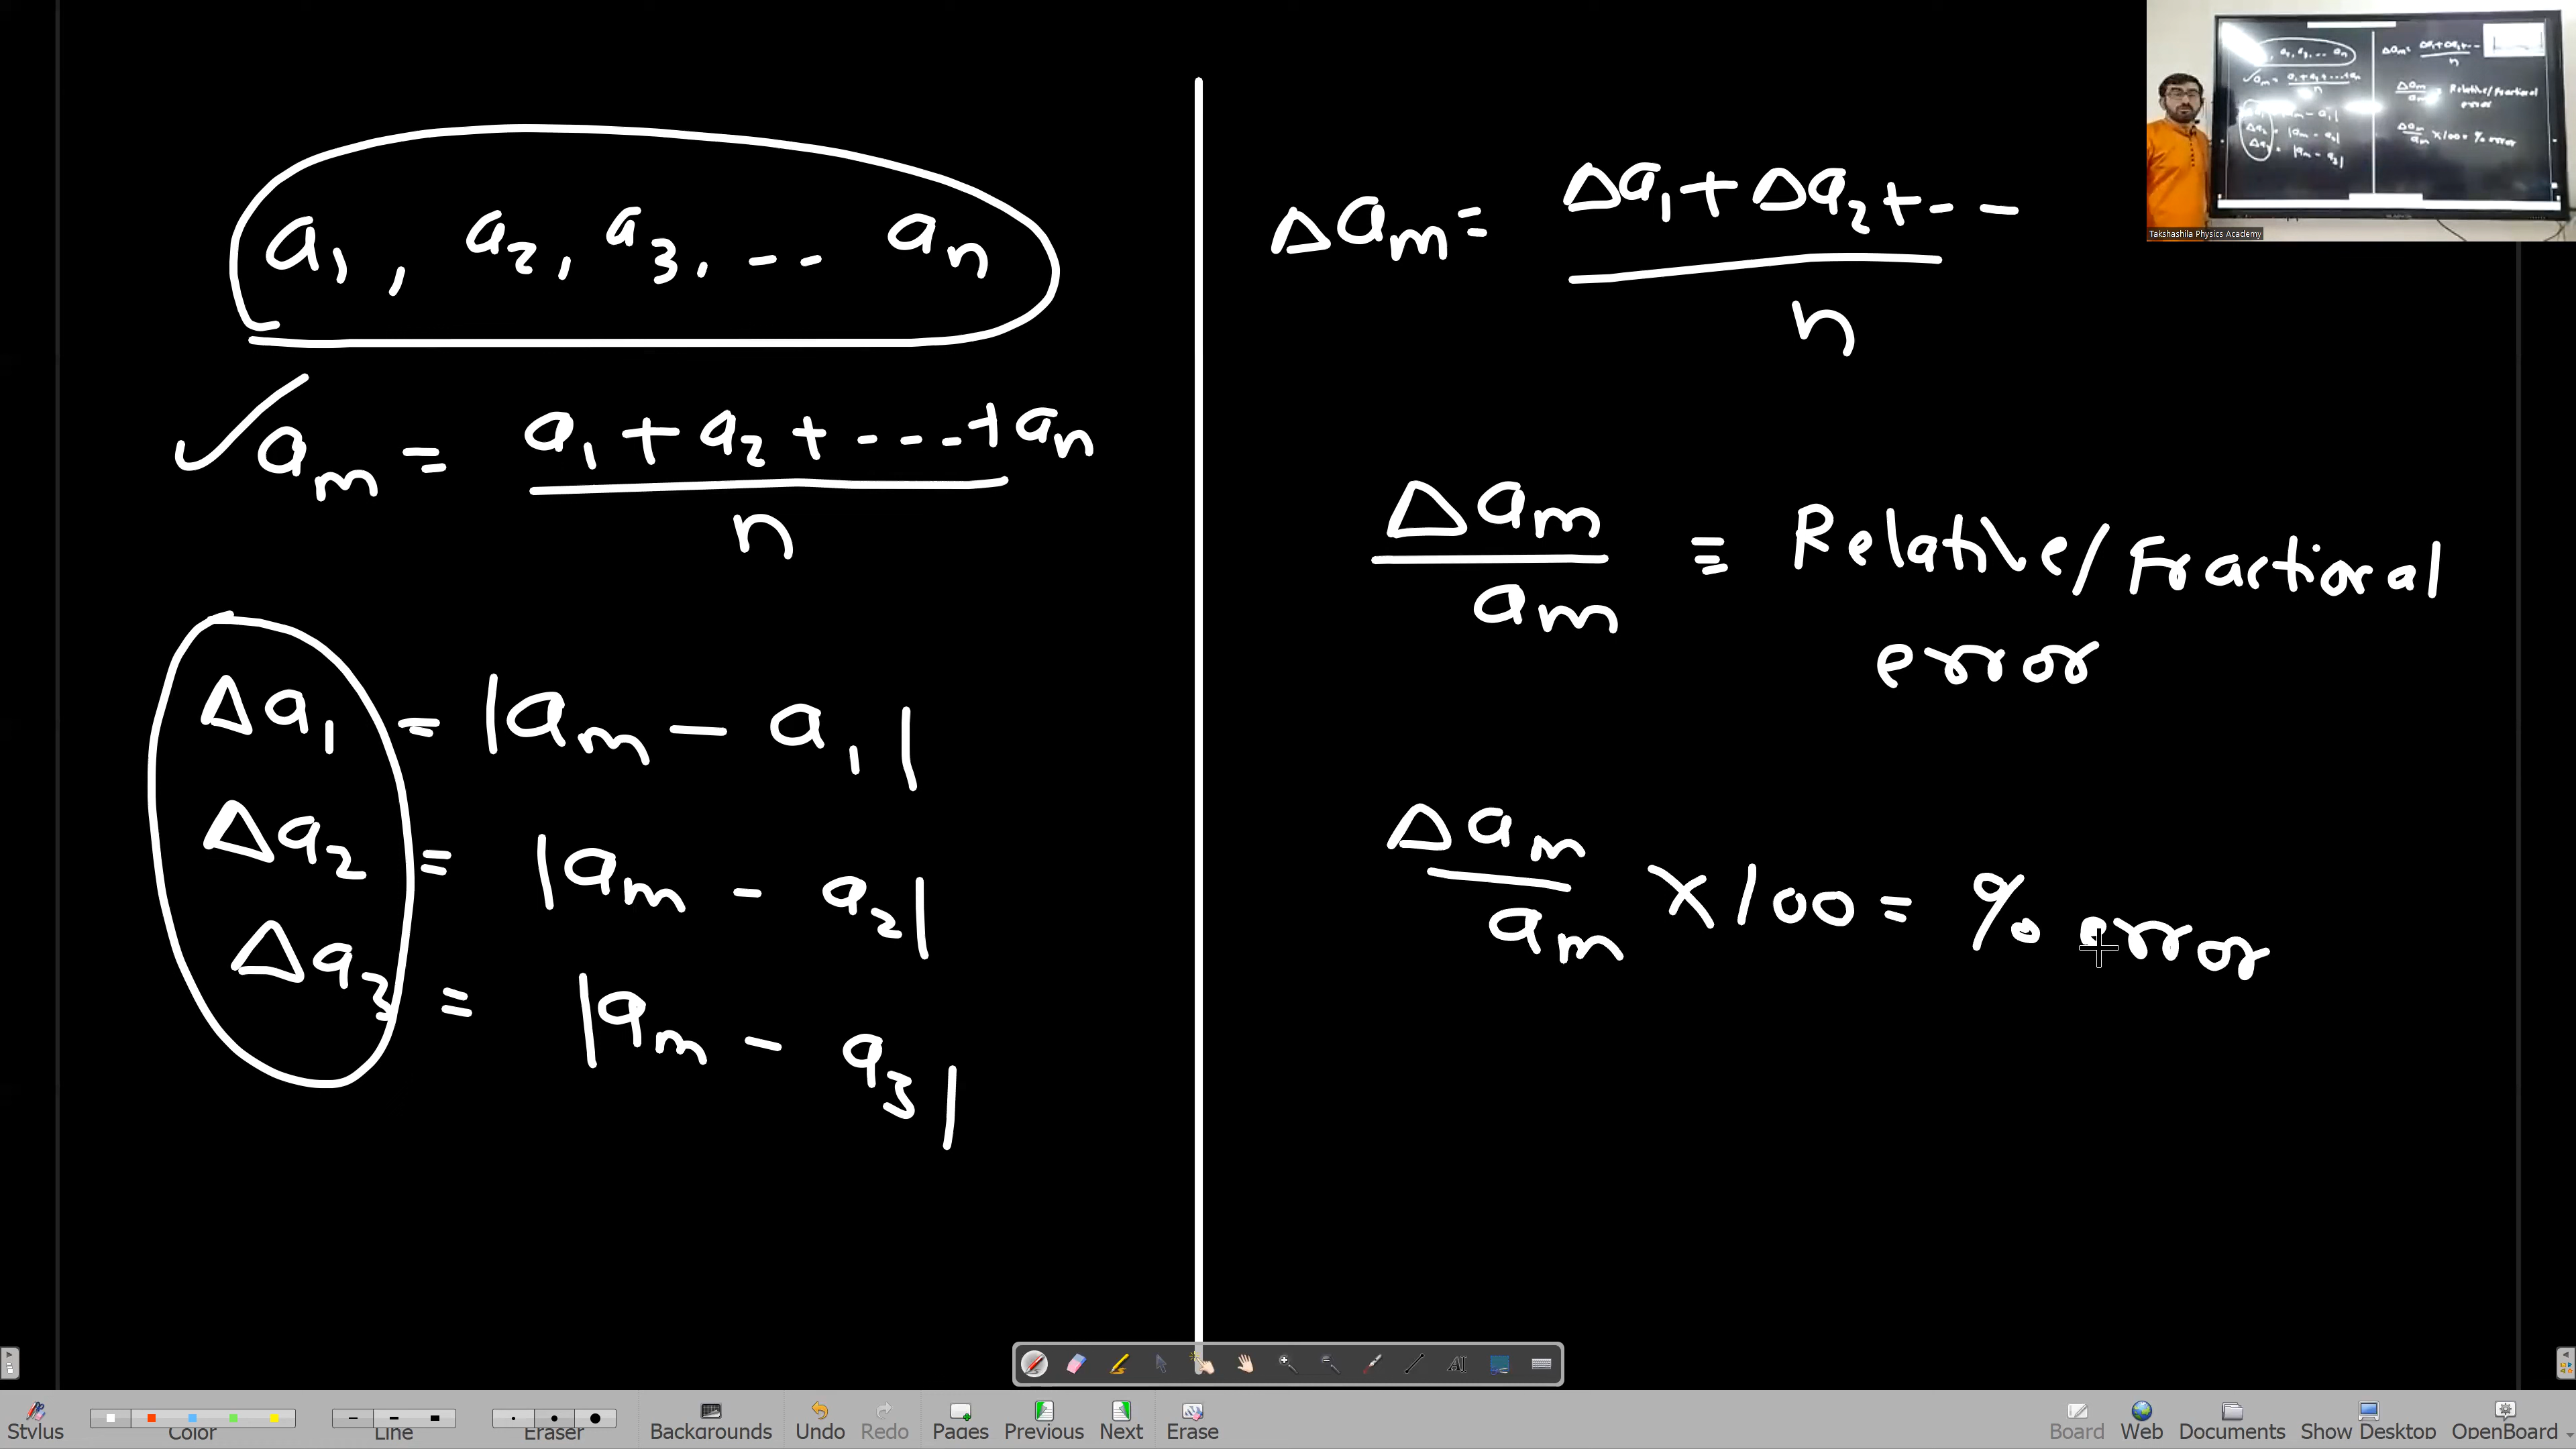 a₁, a₂, a₃, -- aₙ
✓ aₘ = (a₁ + a₂ + ---- + aₙ) / n
Δa₁ = |aₘ - a₁|
Δa₂ = |aₘ - a₂|
Δa₃ = |aₘ - a₃|
Δaₘ = (Δa₁ + Δa₂ + -- ) / n
Δaₘ / aₘ = Relative/Fractional
error
Δaₘ / aₘ × 100 = % error
Takshashila Physics Academy
Stylus Color Line Eraser Backgrounds Undo Redo Pages Previous Next Erase Board Web Documents Show Desktop OpenBoard